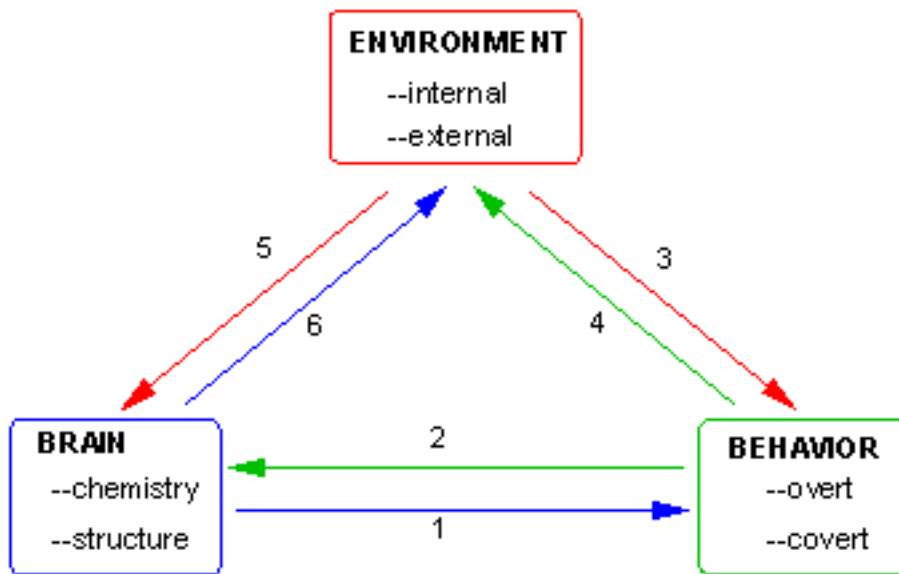 ENVIRONMENT
--internal
--external
5
3
6
4
BRAIN
--chemistry
--structure
2
1
BEHAVIOR
--overt
--covert